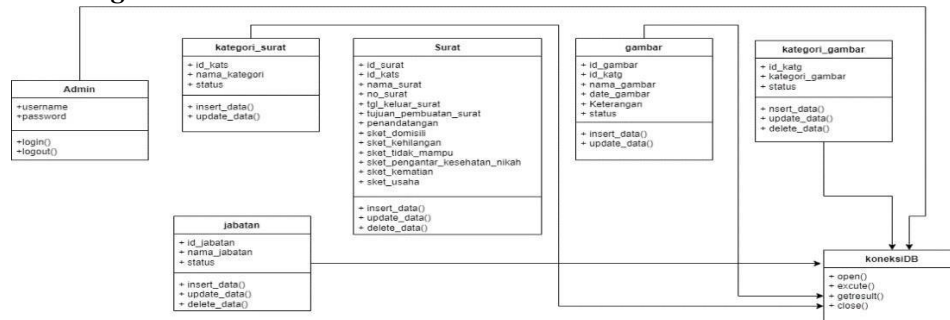 Admin
+username
+password
+login()
+logout()
kategori_surat
+ id_kats
+ nama_kategori
+ status
+ insert_data()
+ update_data()
Surat
+ id_surat
+ id_kats
+ nama_surat
+ no_surat
+ tgl_keluar_surat
+ tujuan_pembuatan_surat
+ penandatangan
+ sket_domisili
+ sket_kehilangan
+ sket_tidak_mampu
+ sket_pengantar_kesehatan_nikah
+ sket_kematian
+ sket_usaha
+ insert_data()
+ update_data()
+ delete_data()
gambar
+ id_gambar
+ id_katg
+ nama_gambar
+ date_gambar
+ Keterangan
+ status
+ insert_data()
+ update_data()
kategori_gambar
+ id_katg
+ kategori_gambar
+ status
+ nsert_data()
+ update_data()
+ delete_data()
jabatan
+ id_jabatan
+ nama_jabatan
+ status
+ insert_data()
+ update_data()
+ delete_data()
koneksiDB
+ open()
+ excute()
+ getresult()
+ close()